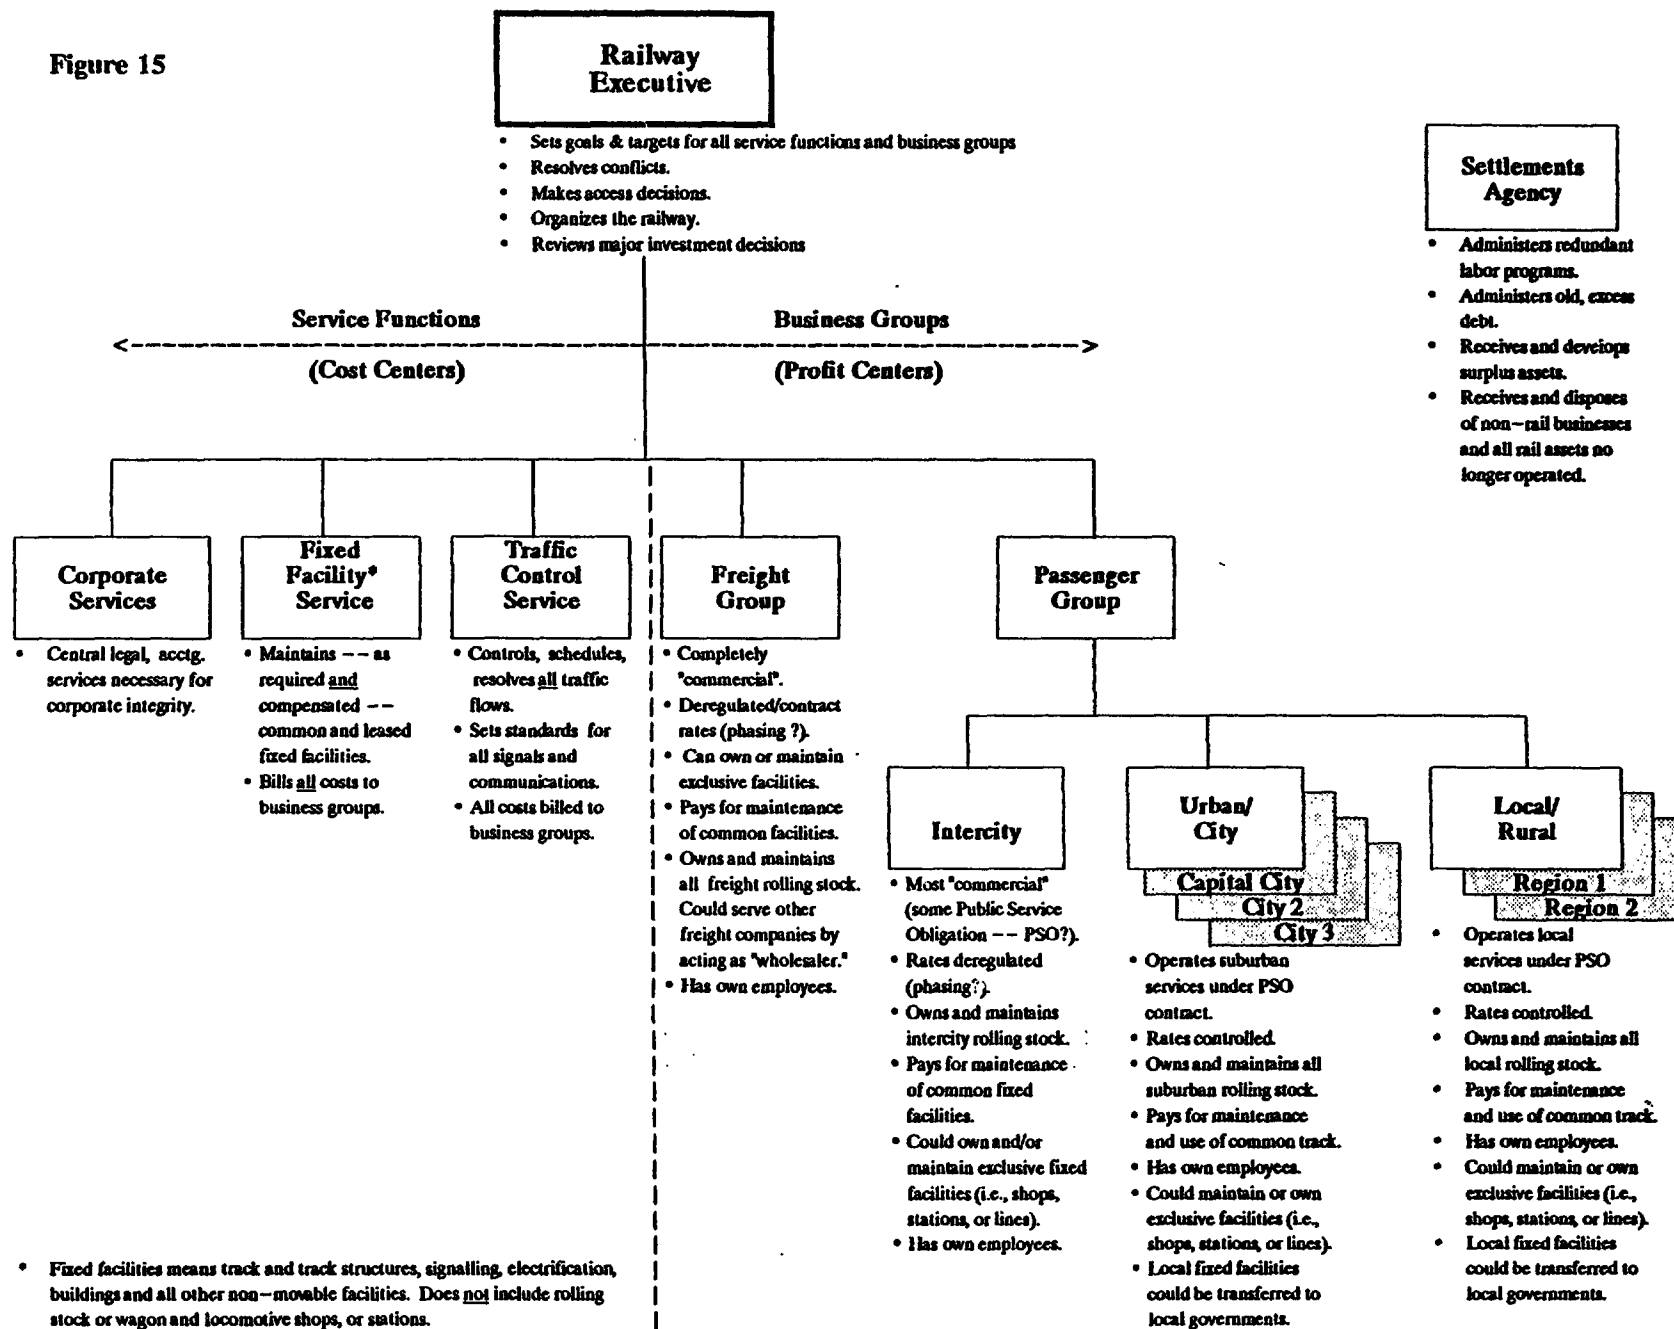 Figure 15
Railway
Executive
• Sets goals & targets for all service functions and business groups
• Resolves conflicts.
• Makes access decisions.
• Organizes the railway.
• Reviews major investment decisions
Settlements
Agency
• Administers redundant
labor programs.
• Administers old, excess
debt.
• Receives and develops
surplus assets.
• Receives and disposes
of non-rail businesses
and all rail assets no
longer operated.
Service Functions
(Cost Centers)
Business Groups
(Profit Centers)
Corporate
Services
• Central legal, acctg.
services necessary for
corporate integrity.
Fixed
Facility*
Service
• Maintains -- as
required and
compensated --
common and leased
fixed facilities.
• Bills all costs to
business groups.
Traffic
Control
Service
• Controls, schedules,
resolves all traffic
flows.
• Sets standards for
all signals and
communications.
• All costs billed to
business groups.
Freight
Group
• Completely
"commercial".
• Deregulated/contract
rates (phasing ?).
• Can own or maintain
exclusive facilities.
• Pays for maintenance
of common facilities.
• Owns and maintains
all freight rolling stock.
Could serve other
freight companies by
acting as "wholesaler."
• Has own employees.
Passenger
Group
Intercity
• Most "commercial"
(some Public Service
Obligation -- PSO?).
• Rates deregulated
(phasing?).
• Owns and maintains
intercity rolling stock.
• Pays for maintenance
of common fixed
facilities.
• Could own and/or
maintain exclusive fixed
facilities (i.e., shops,
stations, or lines).
• Has own employees.
Urban/
City
Capital City
City 2
City 3
• Operates suburban
services under PSO
contract.
• Rates controlled.
• Owns and maintains all
suburban rolling stock.
• Pays for maintenance
and use of common track.
• Has own employees.
• Could maintain or own
exclusive facilities (i.e.,
shops, stations, or lines).
• Local fixed facilities
could be transferred to
local governments.
Local/
Rural
Region 1
Region 2
• Operates local
services under PSO
contract.
• Rates controlled.
• Owns and maintains all
local rolling stock.
• Pays for maintenance
and use of common track.
• Has own employees.
• Could maintain or own
exclusive facilities (i.e.,
shops, stations, or lines).
• Local fixed facilities
could be transferred to
local governments.
* Fixed facilities means track and track structures, signalling, electrification,
buildings and all other non-movable facilities. Does not include rolling
stock or wagon and locomotive shops, or stations.